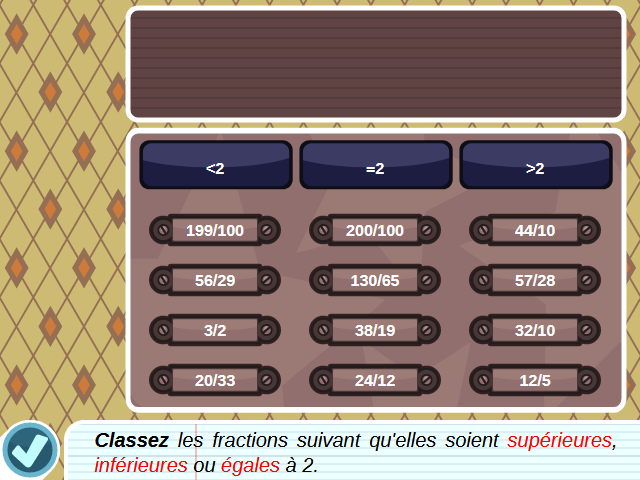 <2 =2 >2
199/100 200/100 44/10
56/29 130/65 57/28
3/2 38/19 32/10
20/33 24/12 12/5
Classez les fractions suivant qu'elles soient supérieures,
inférieures ou égales à 2.